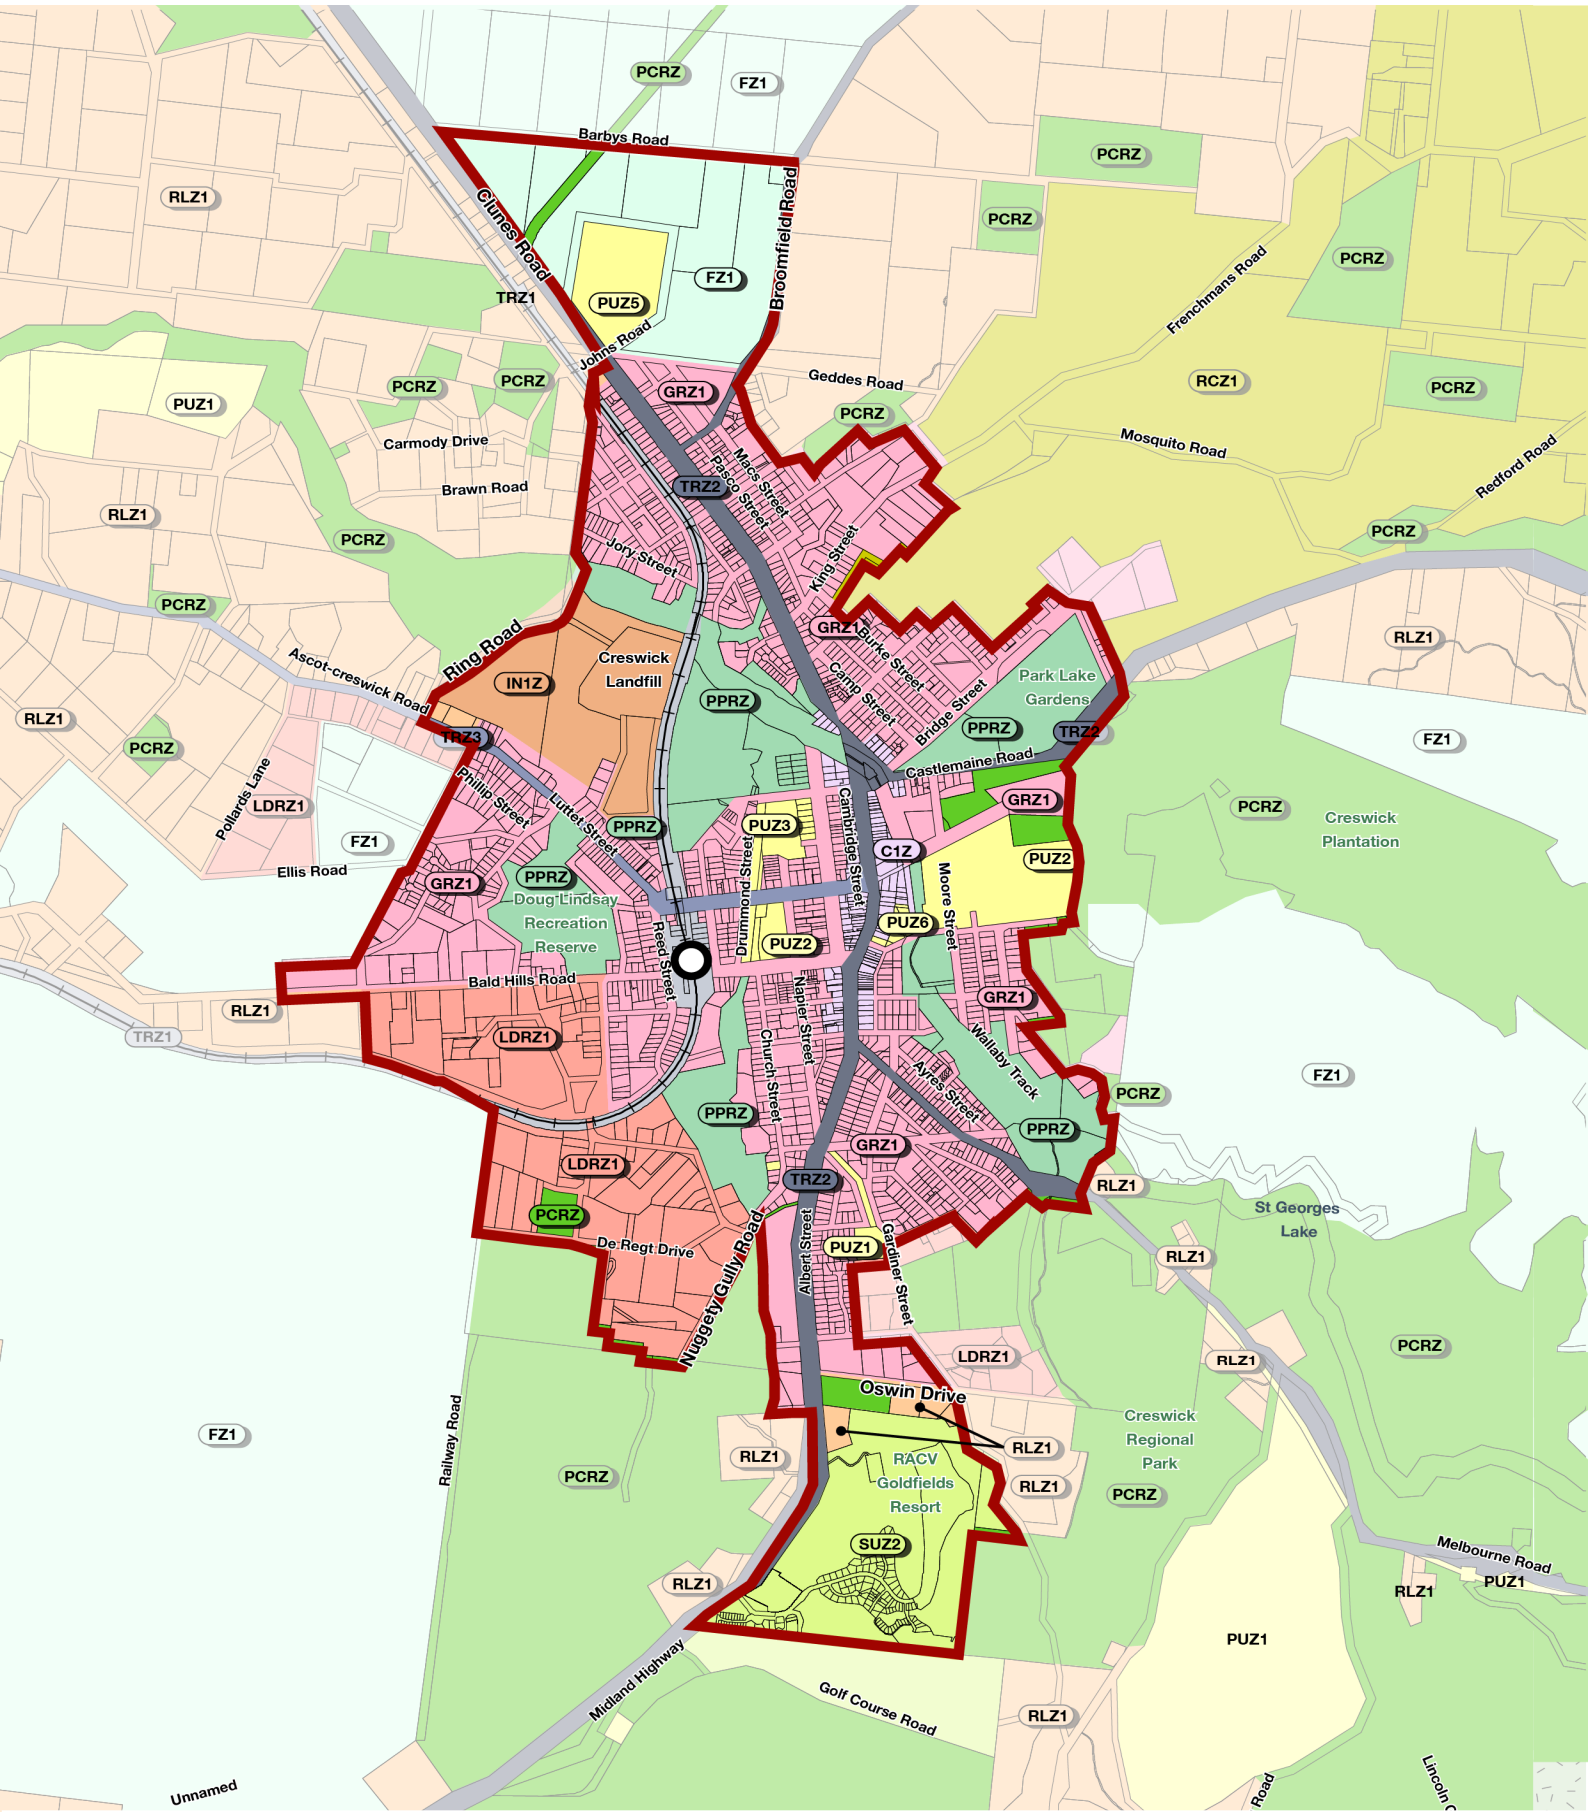 PCRZ
FZ1
Barbys Road
PCRZ
RLZ1
Clunes Road
Broomfield Road
PCRZ
PCRZ
FZ1
TRZ1
PUZ5
Frenchmans Road
Johns Road
PCRZ
PCRZ
GRZ1
Geddes Road
RCZ1
PCRZ
PUZ1
PCRZ
Carmody Drive
Mosquito Road
Redford Road
Macs Street
Pasco Street
TRZ2
Brawn Road
RLZ1
PCRZ
PCRZ
Jory Street
King Street
PCRZ
GRZ1
Burke Street
RLZ1
Ring Road
Creswick
Landfill
Ascot-creswick Road
IN1Z
Camp Street
Park Lake
Gardens
PPRZ
Bridge Street
RLZ1
PPRZ
TRZ2
TRZ3
FZ1
PCRZ
Castlemaine Road
Phillip Street
Pollards Lane
LDRZ1
Luttet Street
Cambridge Street
GRZ1
PCRZ
PPRZ
PUZ3
Creswick
Plantation
FZ1
C1Z
PUZ2
Ellis Road
GRZ1
PPRZ
Drummond Street
Moore Street
Doug Lindsay
Recreation
Reserve
PUZ6
Reed Street
PUZ2
Bald Hills Road
Napier Street
GRZ1
RLZ1
TRZ1
LDRZ1
Church Street
Wallaby Track
Ayres Street
FZ1
PCRZ
PPRZ
PPRZ
GRZ1
LDRZ1
TRZ2
RLZ1
PCRZ
St Georges
Lake
De Regt Drive
Nuggety Gully Road
Albert Street
PUZ1
Gardiner Street
RLZ1
PCRZ
LDRZ1
RLZ1
Oswin Drive
Railway Road
FZ1
Creswick
Regional
Park
RLZ1
RLZ1
RACV
Goldfields
Resort
PCRZ
RLZ1
PCRZ
SUZ2
Melbourne Road
PUZ1
RLZ1
RLZ1
PUZ1
Midland Highway
Golf Course Road
RLZ1
Unnamed
Road
Lincoln